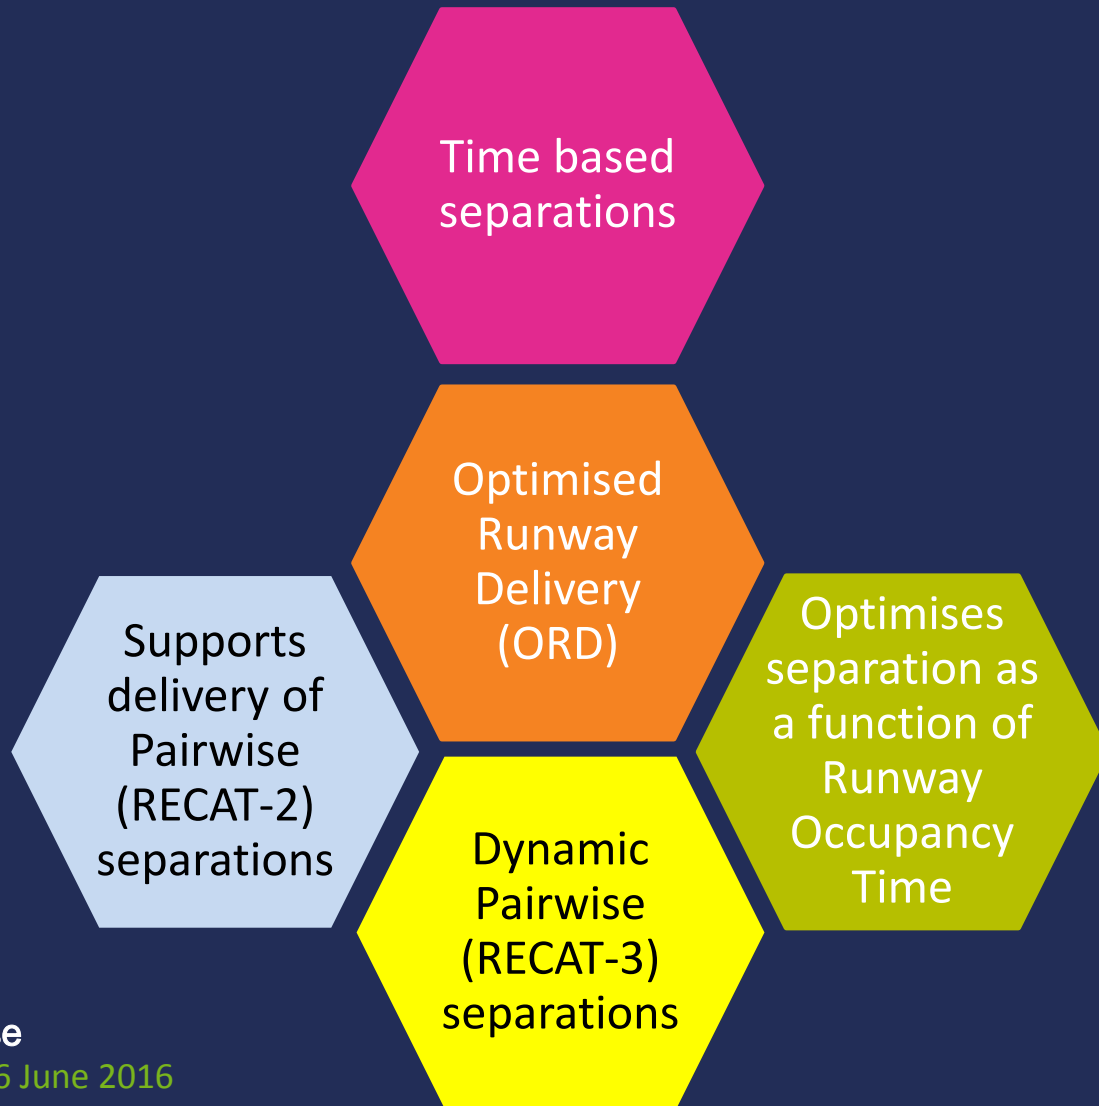 Time based
separations
Optimised
Runway
Delivery
(ORD)
Supports
delivery of
Pairwise
(RECAT-2)
separations
Optimises
separation as
a function of
Runway
Occupancy
Time
Dynamic
Pairwise
(RECAT-3)
separations
6 June 2016